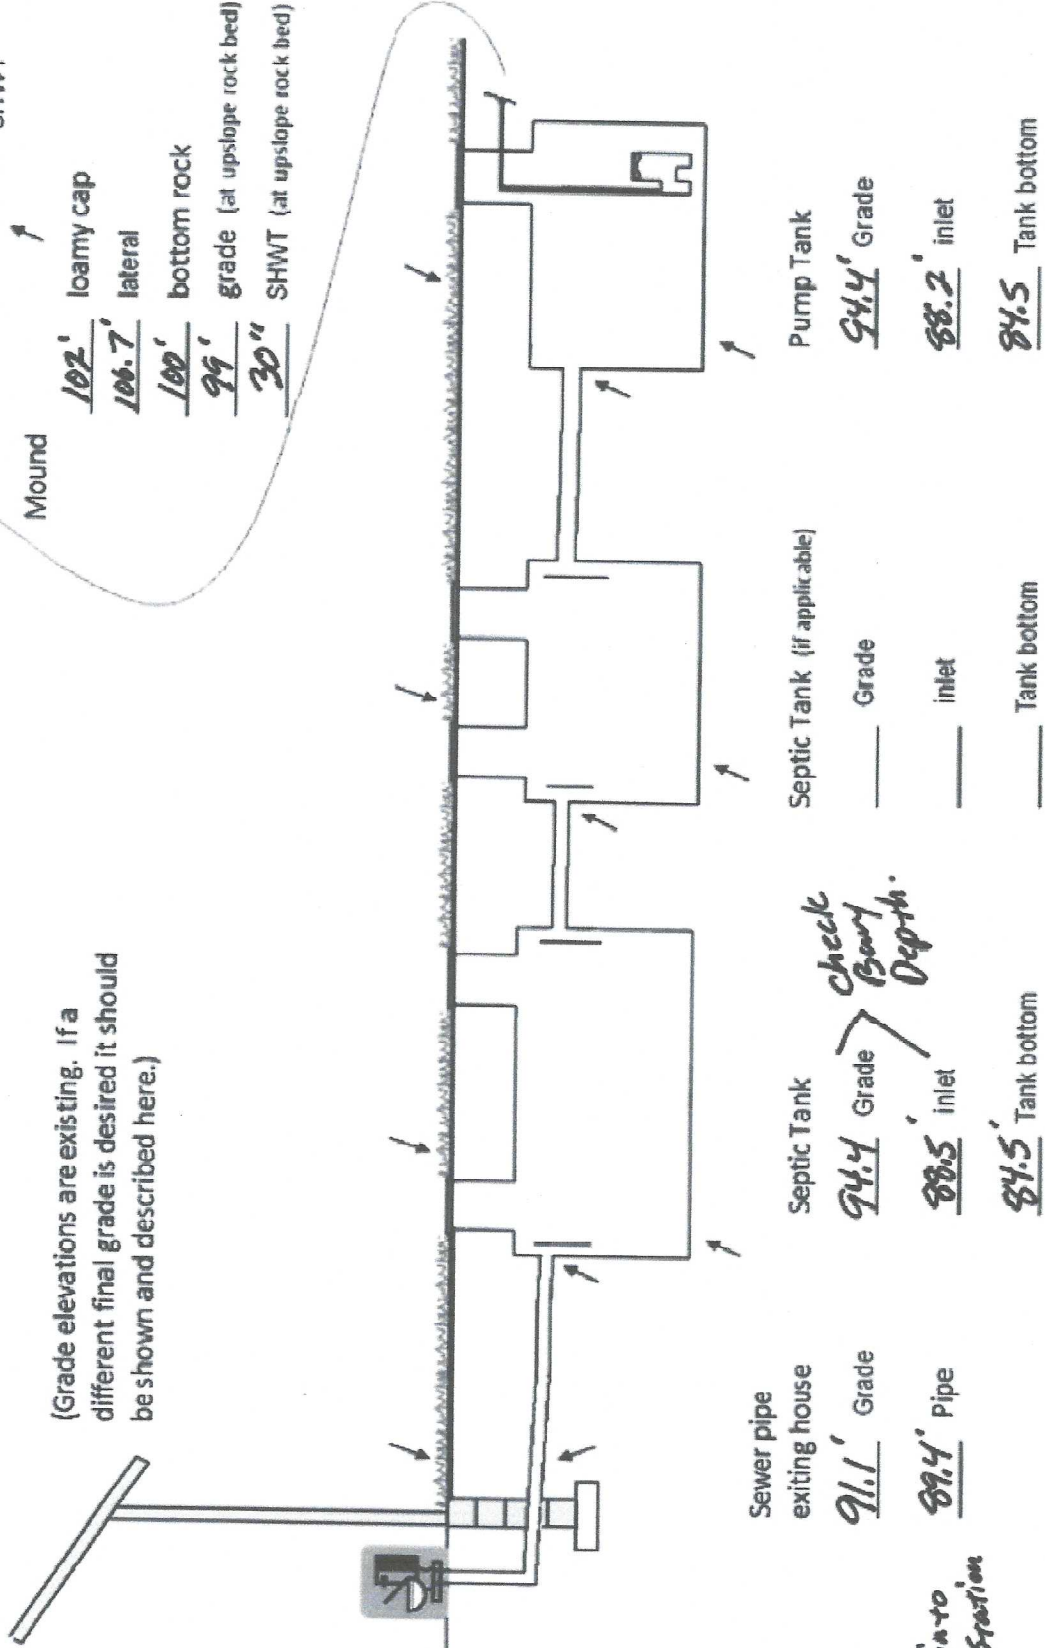 (Grade elevations are existing. If a
different final grade is desired it should
be shown and described here.)
Mound
102' loamy cap
106.7' lateral
100' bottom rock
99' grade (at upslope rock bed)
30" SHWT (at upslope rock bed)
Sewer pipe
exiting house
91.1' Grade
89.4' Pipe
into
Station
Septic Tank
94.4 Grade
88.5' inlet
84.5' Tank bottom
Check
Bury
Depth.
Septic Tank (if applicable)
Grade
inlet
Tank bottom
Pump Tank
94.4' Grade
88.2' inlet
84.5 Tank bottom